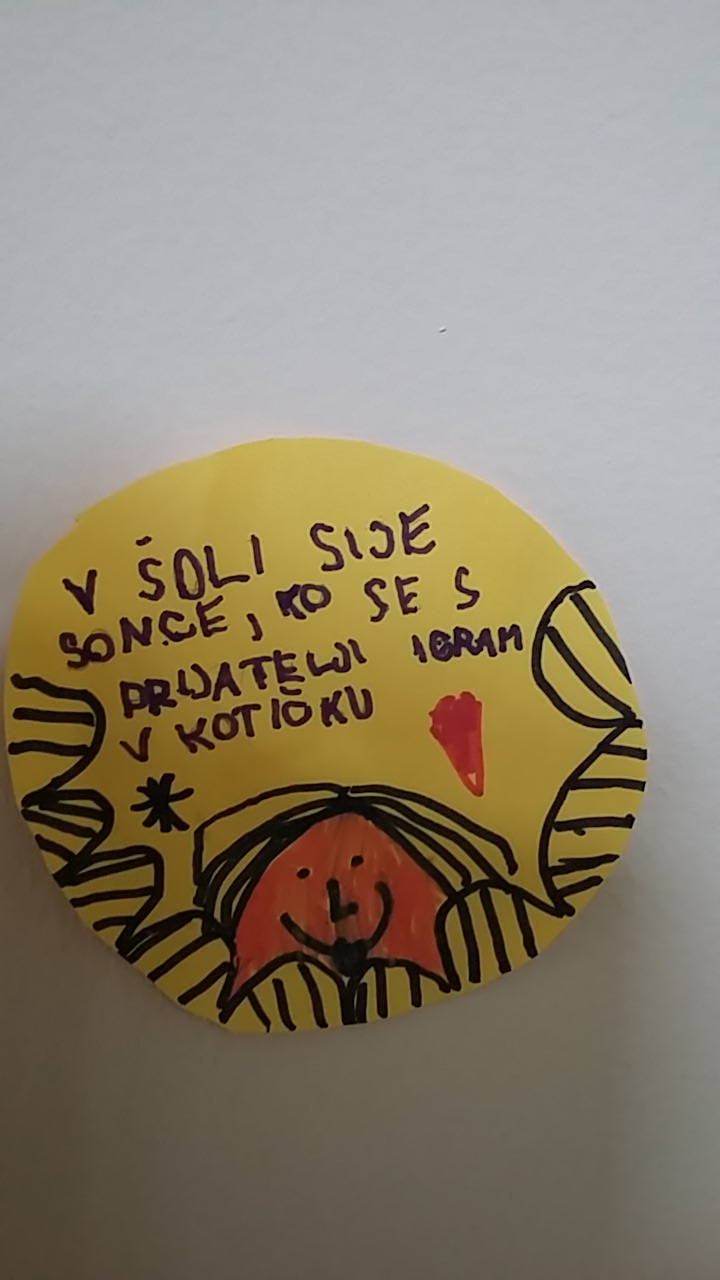 V ŠOLI SIJE
SONCE, KO SE S
PRIJATELJI IGRAM
V KOTIČKU